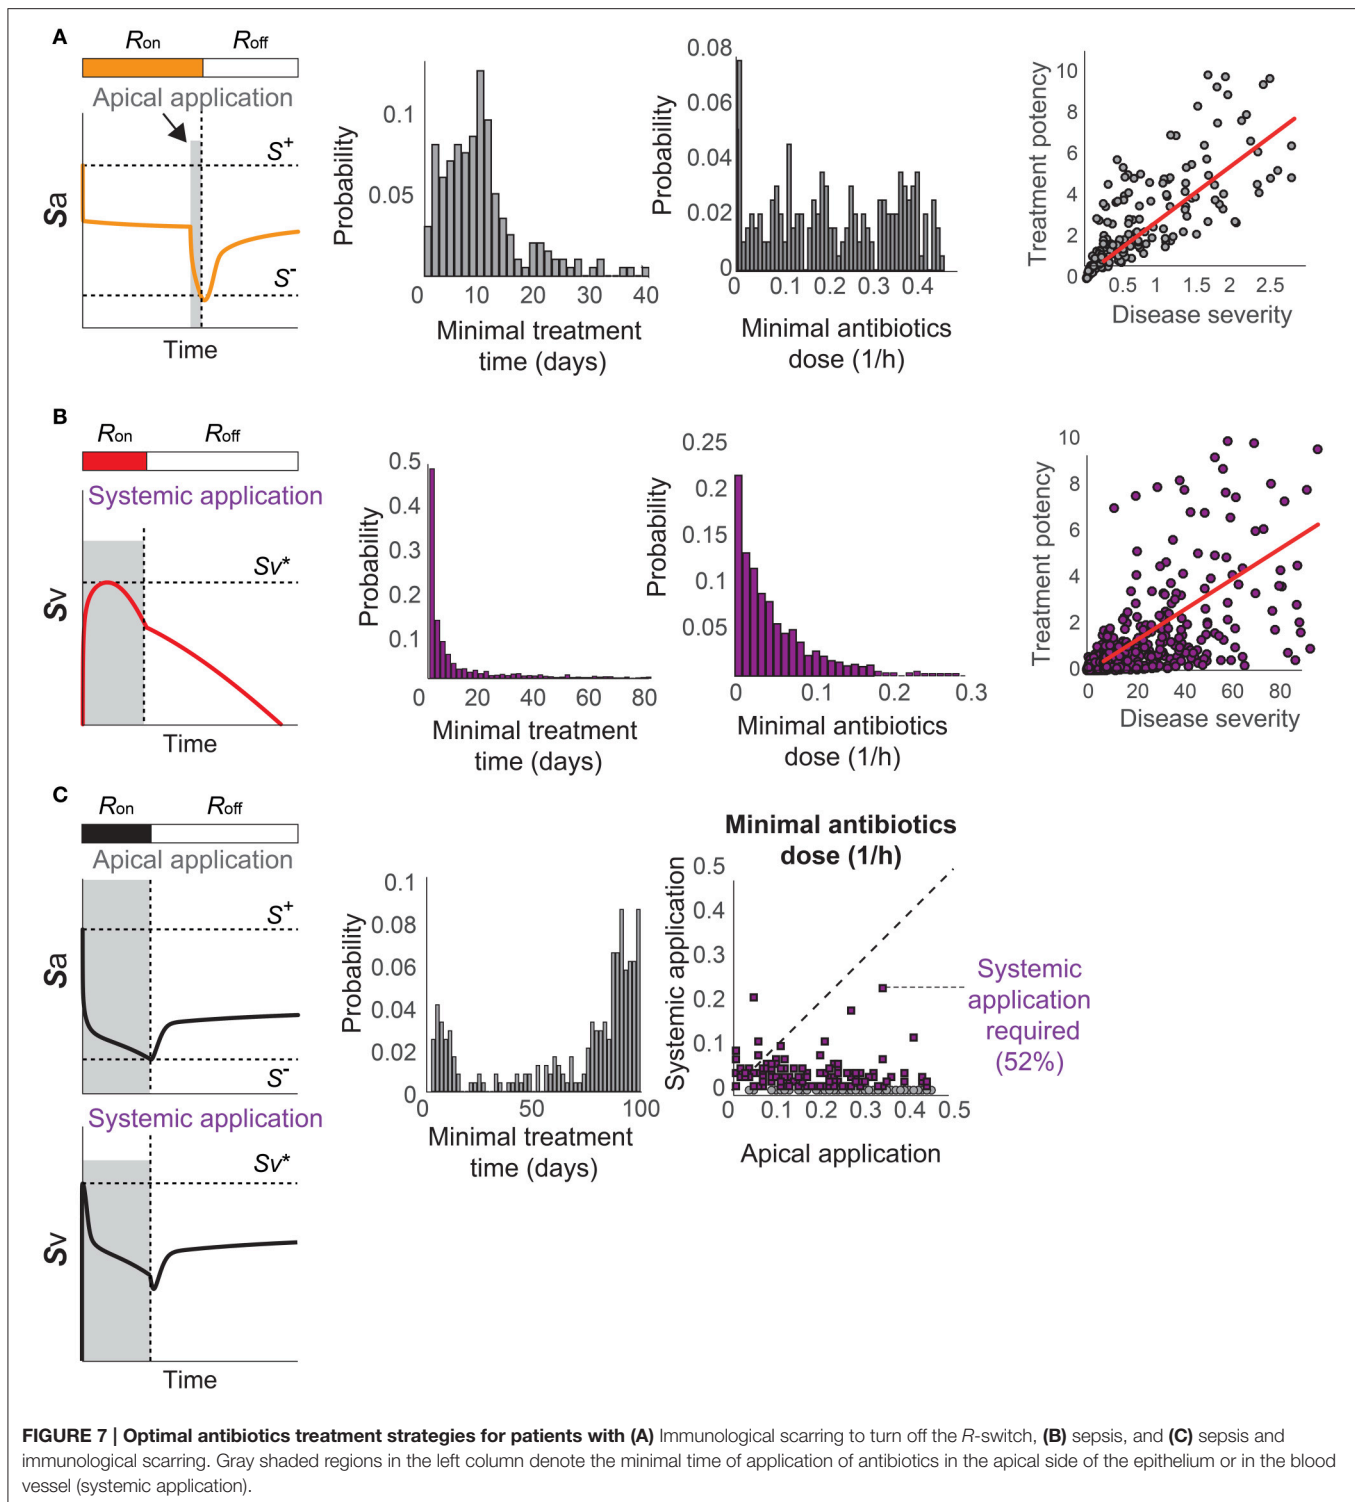 A
Ron Roff
Apical application
S+
Sa
S-
Time
Probability
0.1
0.05
0 10 20 30 40
Minimal treatment
time (days)
Probability
0.08
0.06
0.04
0.02
0
0 0.1 0.2 0.3 0.4
Minimal antibiotics
dose (1/h)
Treatment potency
10
8
6
4
2
0
0.5 1 1.5 2 2.5
Disease severity
B
Ron Roff
Systemic application
Sv*
Sv
Time
Probability
0.5
0.4
0.3
0.2
0.1
0 20 40 60 80
Minimal treatment
time (days)
Probability
0.25
0.2
0.15
0.1
0.05
0 0.1 0.2 0.3
Minimal antibiotics
dose (1/h)
Treatment potency
10
8
6
4
2
0
0 20 40 60 80
Disease severity
C
Ron Roff
Apical application
S+
Sa
S-
Systemic application
Sv*
Sv
Time
Probability
0.1
0.08
0.06
0.04
0.02
0
0 50 100
Minimal treatment
time (days)
Minimal antibiotics
dose (1/h)
Systemic application
0.5
0.4
0.3
0.2
0.1
0
0 0.1 0.2 0.3 0.4 0.5
Apical application
Systemic
application
required
(52%)
FIGURE 7 | Optimal antibiotics treatment strategies for patients with (A) Immunological scarring to turn off the R-switch, (B) sepsis, and (C) sepsis and
immunological scarring. Gray shaded regions in the left column denote the minimal time of application of antibiotics in the apical side of the epithelium or in the blood
vessel (systemic application).